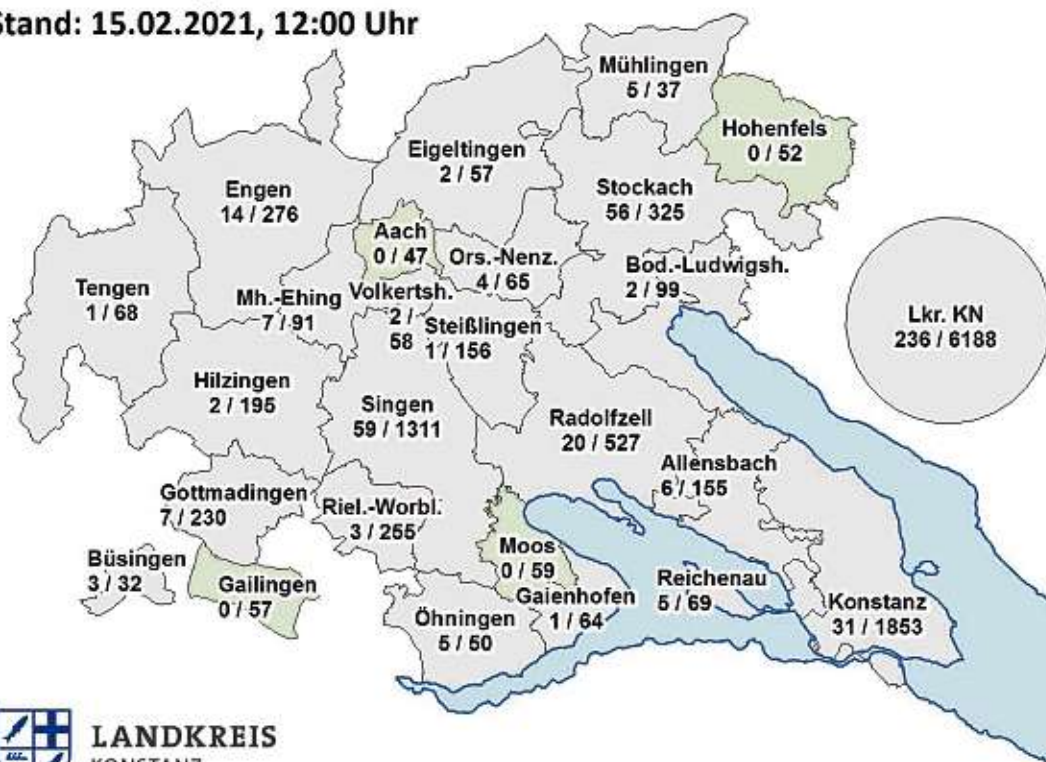 Stand: 15.02.2021, 12:00 Uhr
Mühlingen
5 / 37
Hohenfels
0 / 52
Eigeltingen
2 / 57
Engen
14 / 276
Stockach
56 / 325
Aach
0 / 47
Ors.-Nenz.
4 / 65
Bod.-Ludwigsh.
2 / 99
Tengen
1 / 68
Mh.-Ehing
7 / 91
Volkertsh.
2 /
58
Steißlingen
1 / 156
Lkr. KN
236 / 6188
Hilzingen
2 / 195
Singen
59 / 1311
Radolfzell
20 / 527
Allensbach
6 / 155
Gottmadingen
7 / 230
Riel.-Worbl.
3 / 255
Büsingen
3 / 32
Gailingen
0 / 57
Moos
0 / 59
Gaienhofen
1 / 64
Öhningen
5 / 50
Reichenau
5 / 69
Konstanz
31 / 1853
LANDKREIS
KONSTANZ